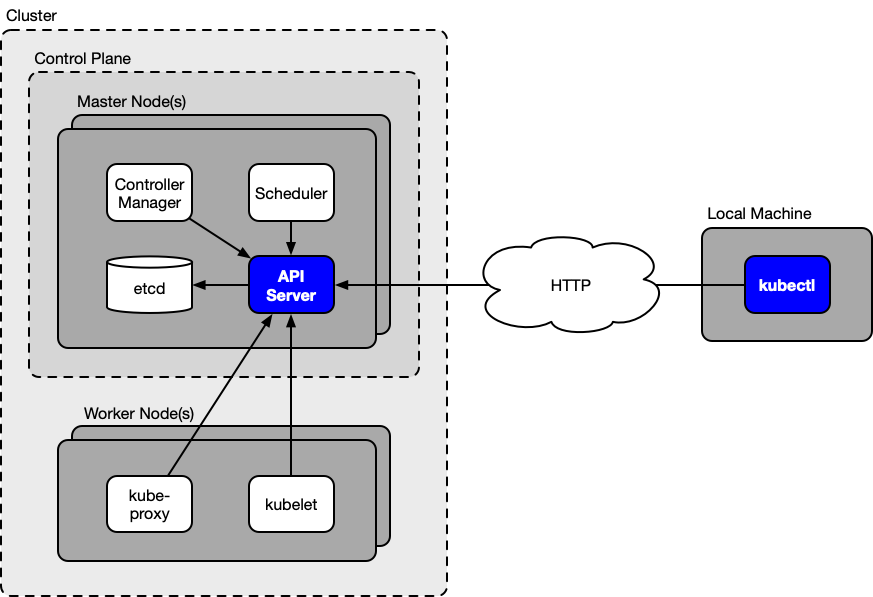 Cluster
Control Plane
Master Node(s)
Controller
Manager
Scheduler
etcd
API
Server
HTTP
Local Machine
kubectl
Worker Node(s)
kube-
proxy
kubelet